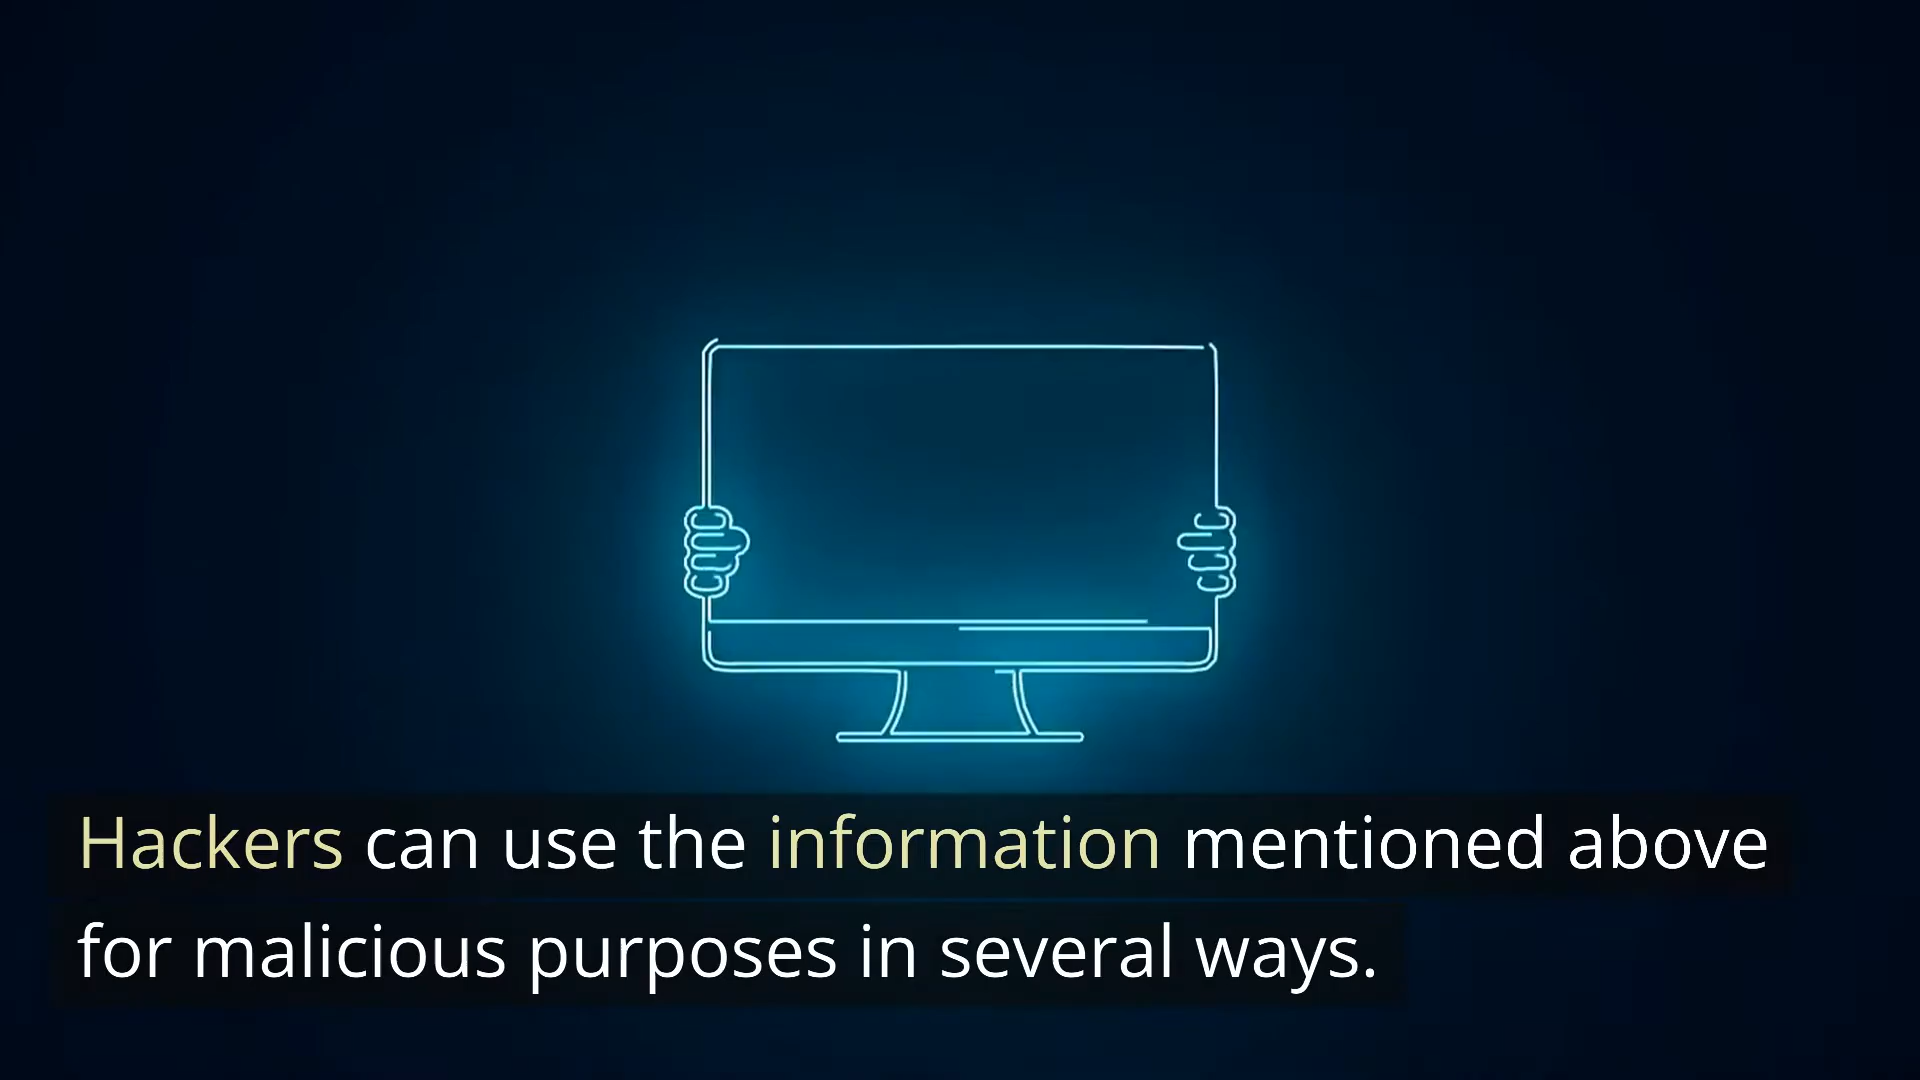 Hackers can use the information mentioned above
for malicious purposes in several ways.